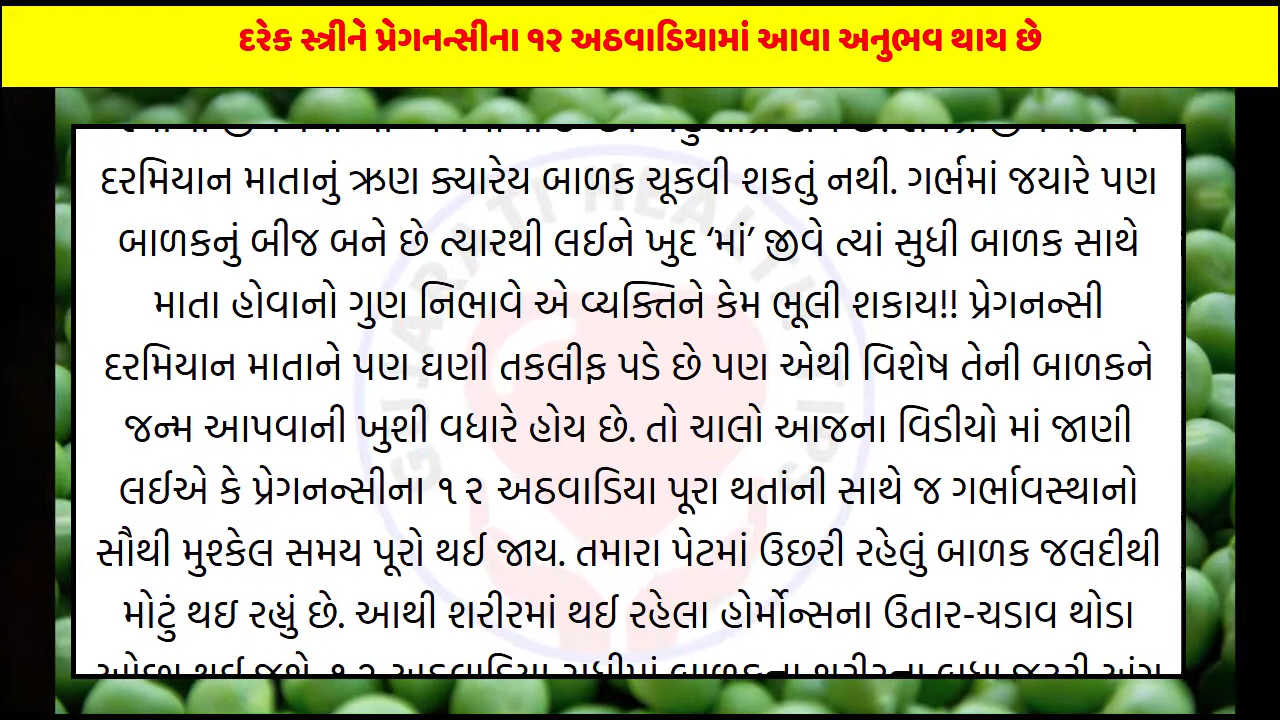 દરેક સ્ત્રીને પ્રેગનન્સીના ૧૨ અઠવાડિયામાં આવા અનુભવ થાય છે
દરમિયાન માતાનું ઋણ ક્યારેય બાળક ચૂકવી શકતું નથી. ગર્ભમાં જયારે પણ
બાળકનું બીજ બને છે ત્યારથી લઈને ખુદ ‘માં’ જીવે ત્યાં સુધી બાળક સાથે
માતા હોવાનો ગુણ નિભાવે એ વ્યક્તિને કેમ ભૂલી શકાય!! પ્રેગનન્સી
દરમિયાન માતાને પણ ઘણી તકલીફ પડે છે પણ એથી વિશેષ તેની બાળકને
જન્મ આપવાની ખુશી વધારે હોય છે. તો ચાલો આજના વિડીયો માં જાણી
લઈએ કે પ્રેગનન્સીના ૧ ૨ અઠવાડિયા પૂરા થતાંની સાથે જ ગર્ભાવસ્થાનો
સૌથી મુશ્કેલ સમય પૂરો થઈ જાય. તમારા પેટમાં ઉછરી રહેલું બાળક જલદીથી
મોટું થઇ રહ્યું છે. આથી શરીરમાં થઈ રહેલા હોર્મોન્સના ઉતાર-ચડાવ થોડા
GUJARATI HEALTH TIPS